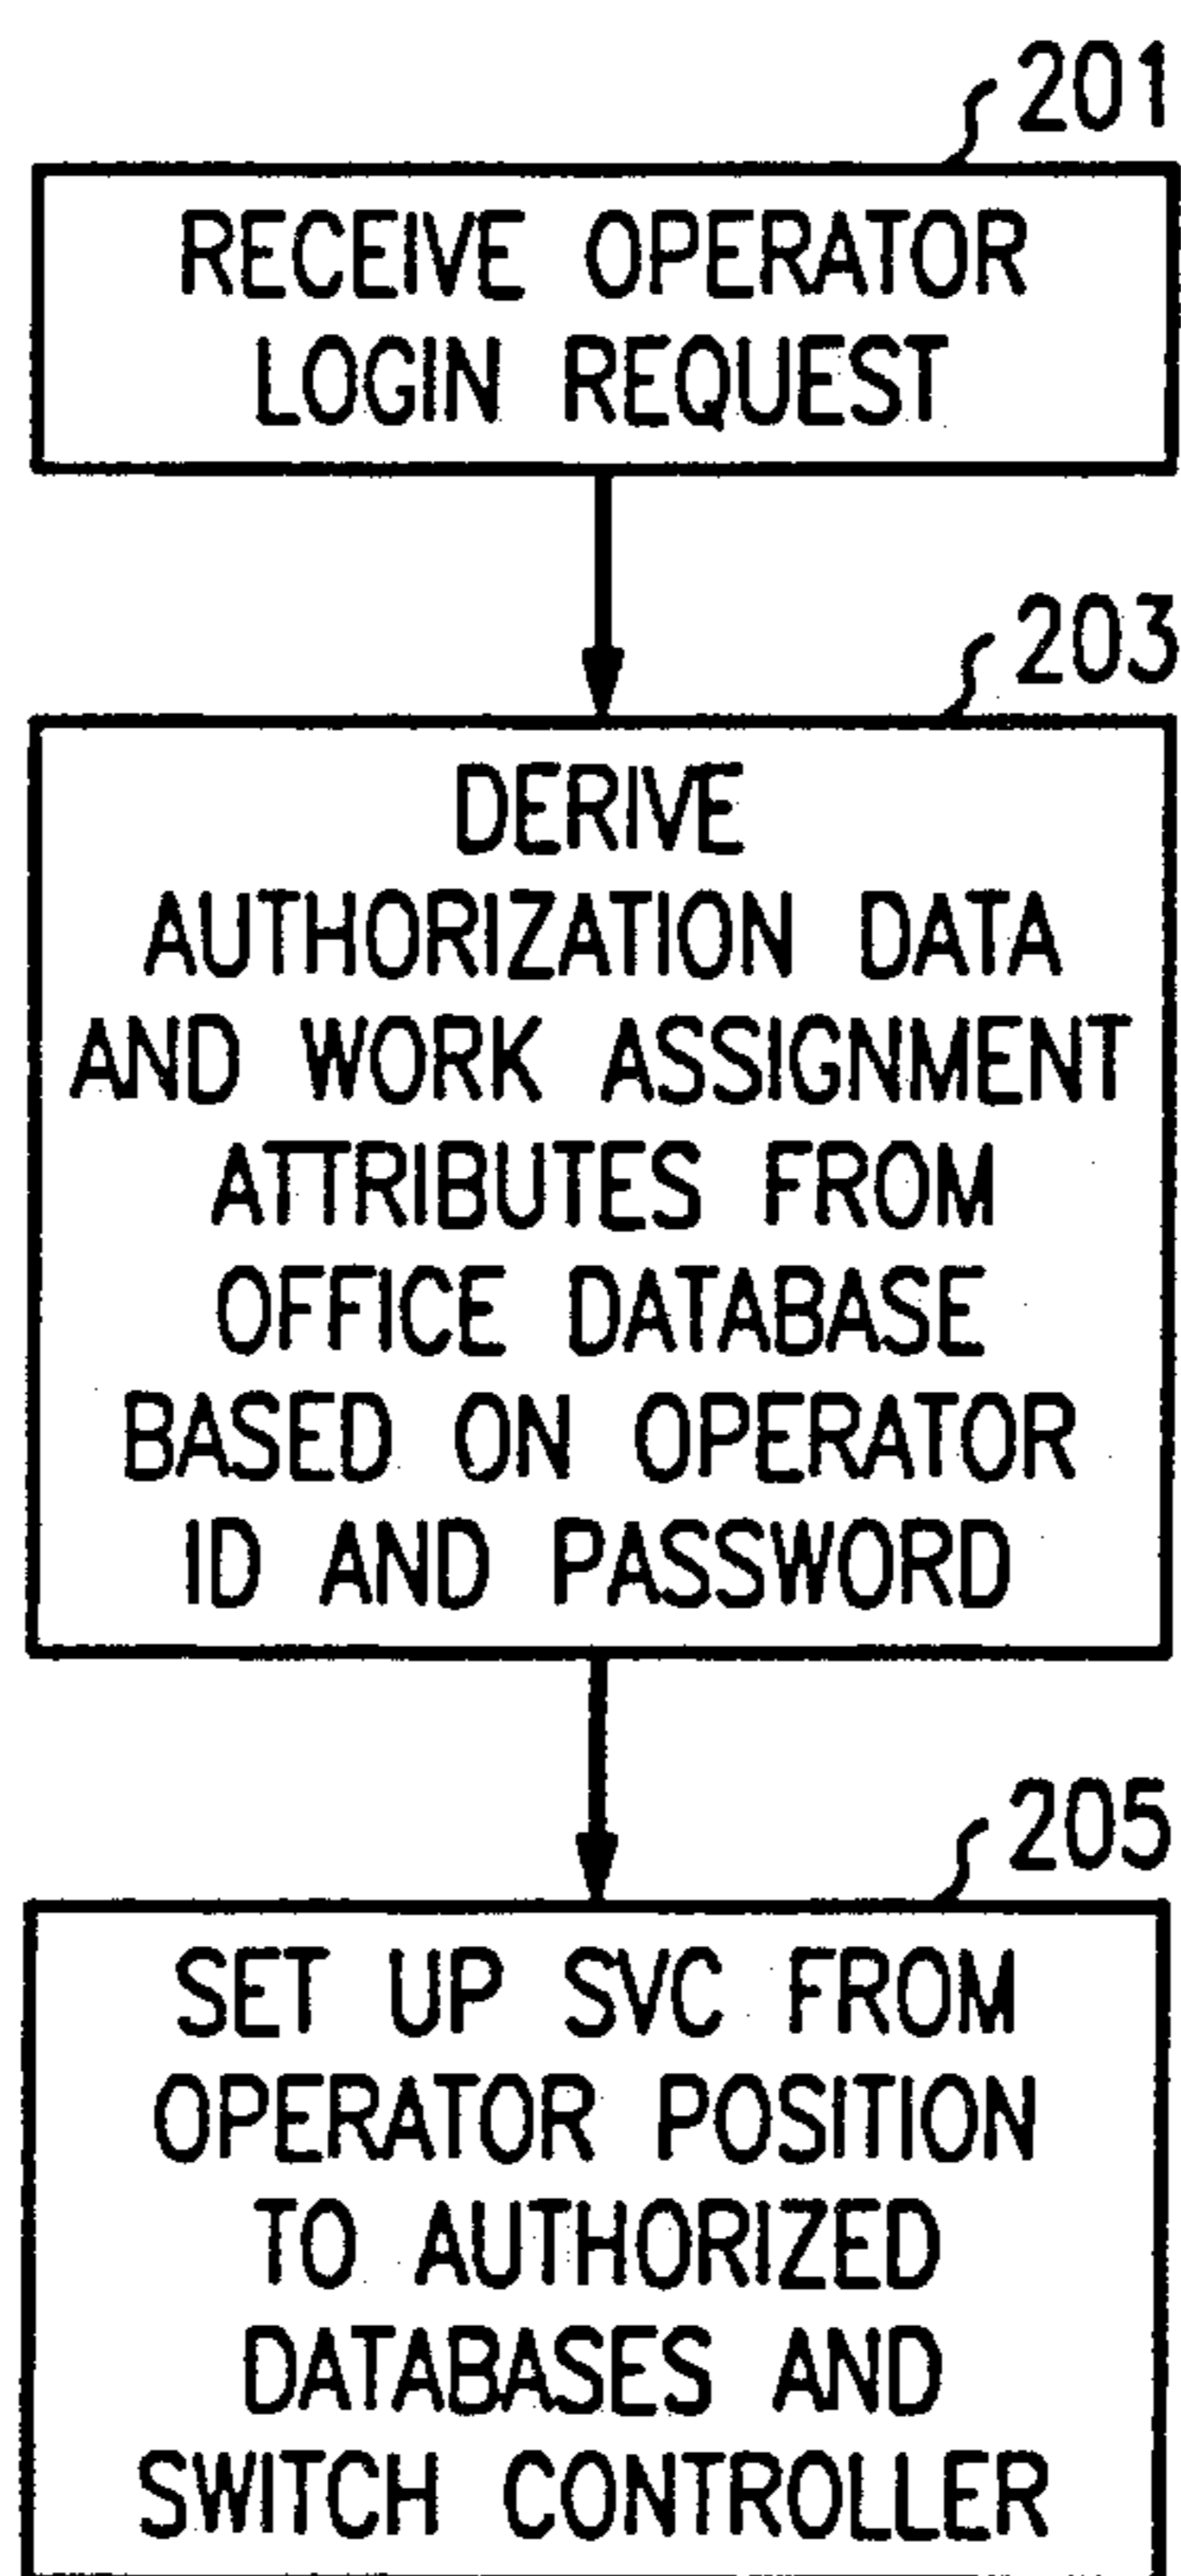 201
RECEIVE OPERATOR
LOGIN REQUEST
203
DERIVE
AUTHORIZATION DATA
AND WORK ASSIGNMENT
ATTRIBUTES FROM
OFFICE DATABASE
BASED ON OPERATOR
ID AND PASSWORD
205
SET UP SVC FROM
OPERATOR POSITION
TO AUTHORIZED
DATABASES AND
SWITCH CONTROLLER